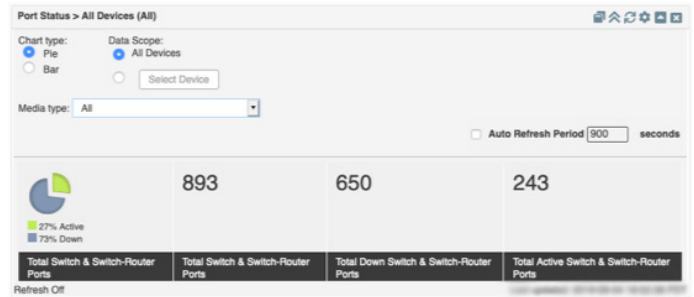 Port Status > All Devices (All)
Chart type:
Data Scope:
Pie
All Devices
Bar
Select Device
Media type: All
Auto Refresh Period 900 seconds
893
650
243
27% Active
73% Down
Total Switch & Switch-Router Ports
Total Switch & Switch-Router Ports
Total Down Switch & Switch-Router Ports
Total Active Switch & Switch-Router Ports
Refresh Off